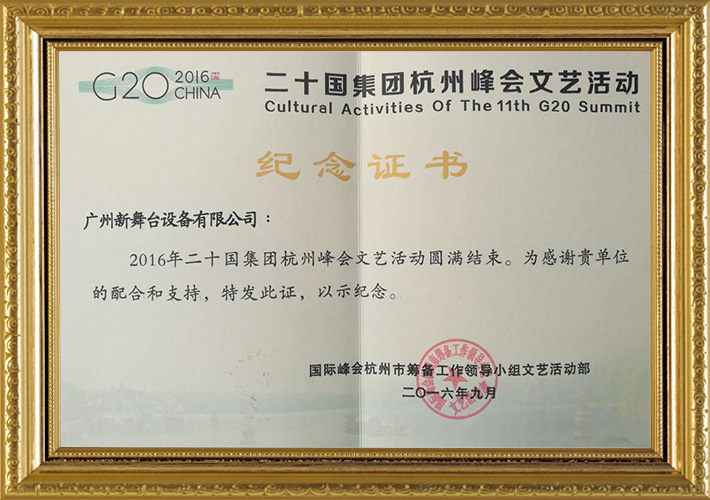 G20 2016 CHINA
二十国集团杭州峰会文艺活动
Cultural Activities Of The 11th G20 Summit
纪念证书
广州新舞台设备有限公司：
2016年二十国集团杭州峰会文艺活动圆满结束。为感谢贵单位
的配合和支持，特发此证，以示纪念。
国际峰会杭州市筹备工作领导小组文艺活动部
二〇一六年九月